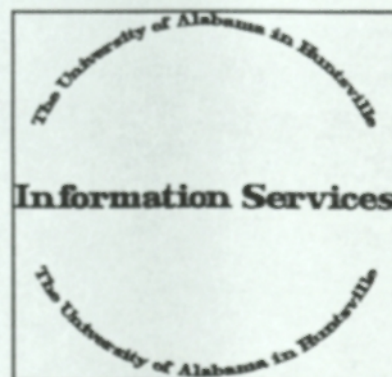 The University of Alabama in Huntsville
Information Services
The University of Alabama in Huntsville